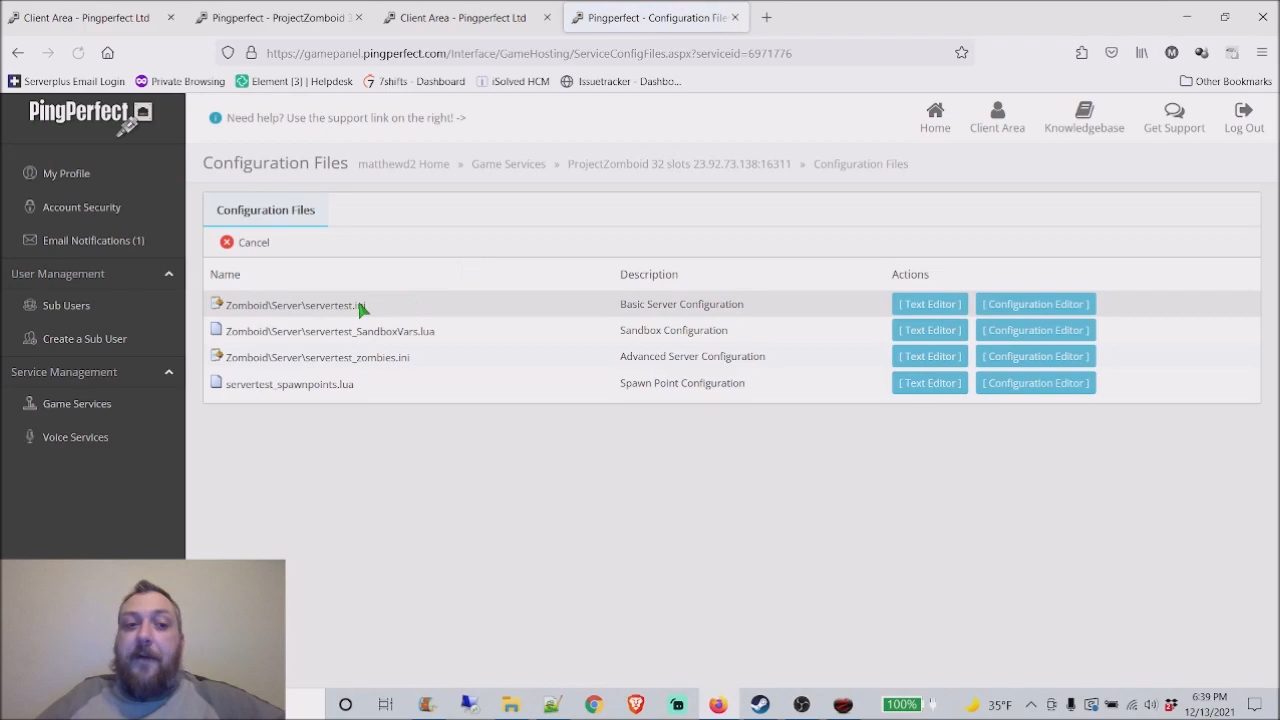 Client Area - Pingperfect Ltd
Pingperfect - ProjectZomboid 3
Client Area - Pingperfect Ltd
Pingperfect - Configuration File
https://gamepanel.pingperfect.com/Interface/GameHosting/ServiceConfigFiles.aspx?serviceid=6971776
Serverplus Email Login
Private Browsing
Element [3] | Helpdesk
7shifts - Dashboard
iSolved HCM
Issuetracker - Dashbo...
Other Bookmarks
PingPerfect
Need help? Use the support link on the right! ->
Home
Client Area
Knowledgebase
Get Support
Log Out
Configuration Files
matthewd2 Home » Game Services » ProjectZomboid 32 slots 23.92.73.138:16311 » Configuration Files
My Profile
Account Security
Email Notifications (1)
User Management
Sub Users
Create a Sub User
Service Management
Game Services
Voice Services
Configuration Files
Cancel
Name Description Actions
Zomboid\Server\servertest.ini Basic Server Configuration [ Text Editor ] [ Configuration Editor ]
Zomboid\Server\servertest_SandboxVars.lua Sandbox Configuration [ Text Editor ] [ Configuration Editor ]
Zomboid\Server\servertest_zombies.ini Advanced Server Configuration [ Text Editor ] [ Configuration Editor ]
servertest_spawnpoints.lua Spawn Point Configuration [ Text Editor ] [ Configuration Editor ]
100%
35°F
6:39 PM
12/13/2021